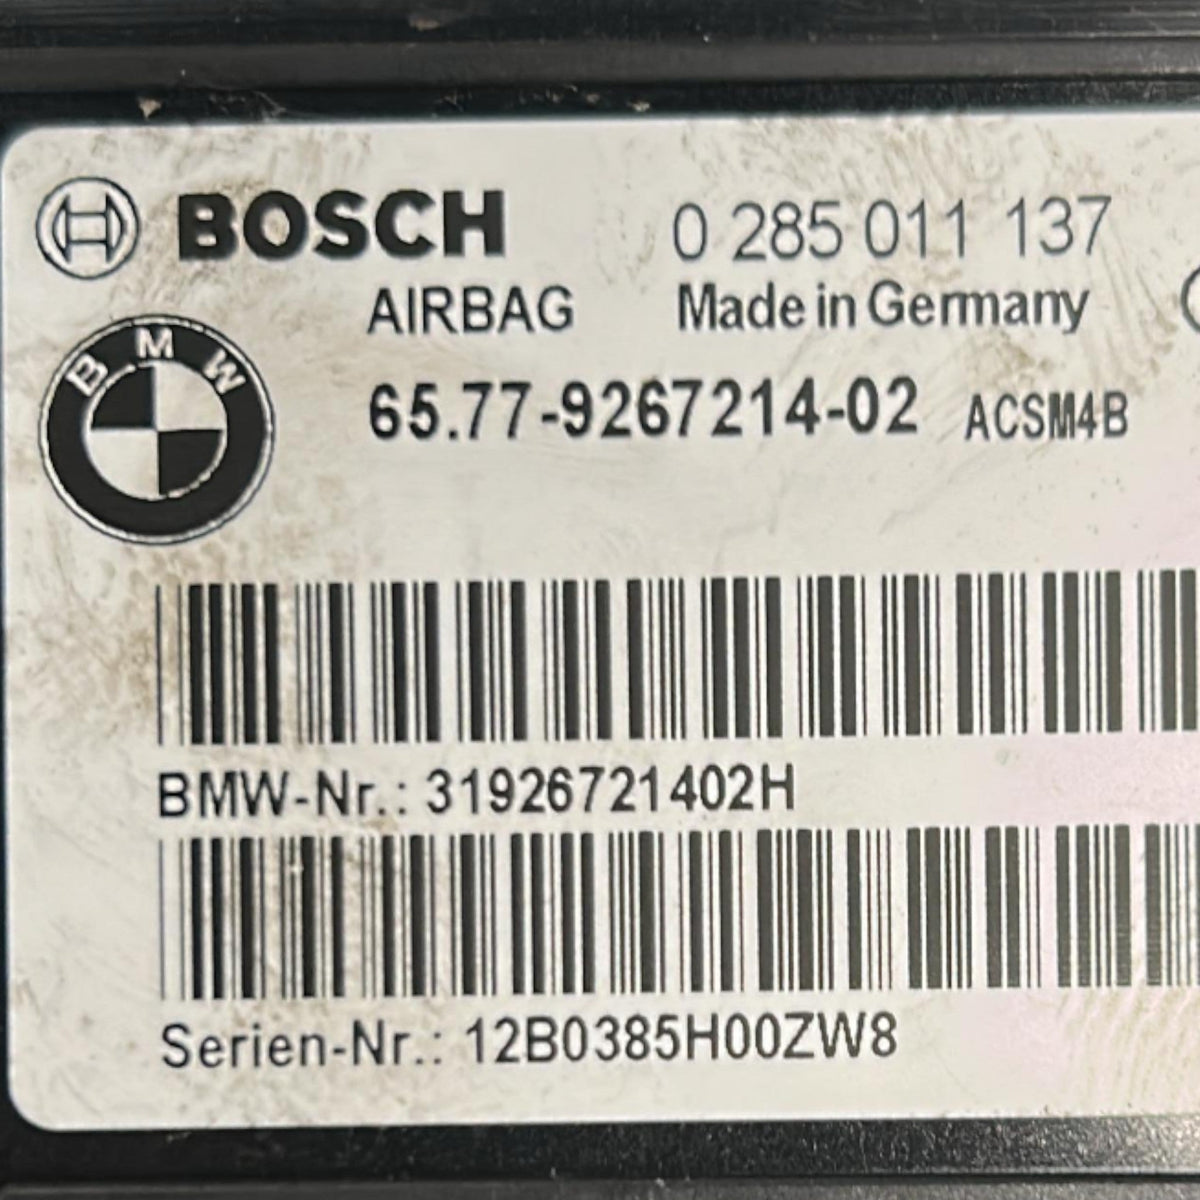 BOSCH 0 285 011 137
AIRBAG Made in Germany
BMW
65.77-9267214-02 ACSM4B
BMW-Nr.: 31926721402H
Serien-Nr.: 12B0385H00ZW8